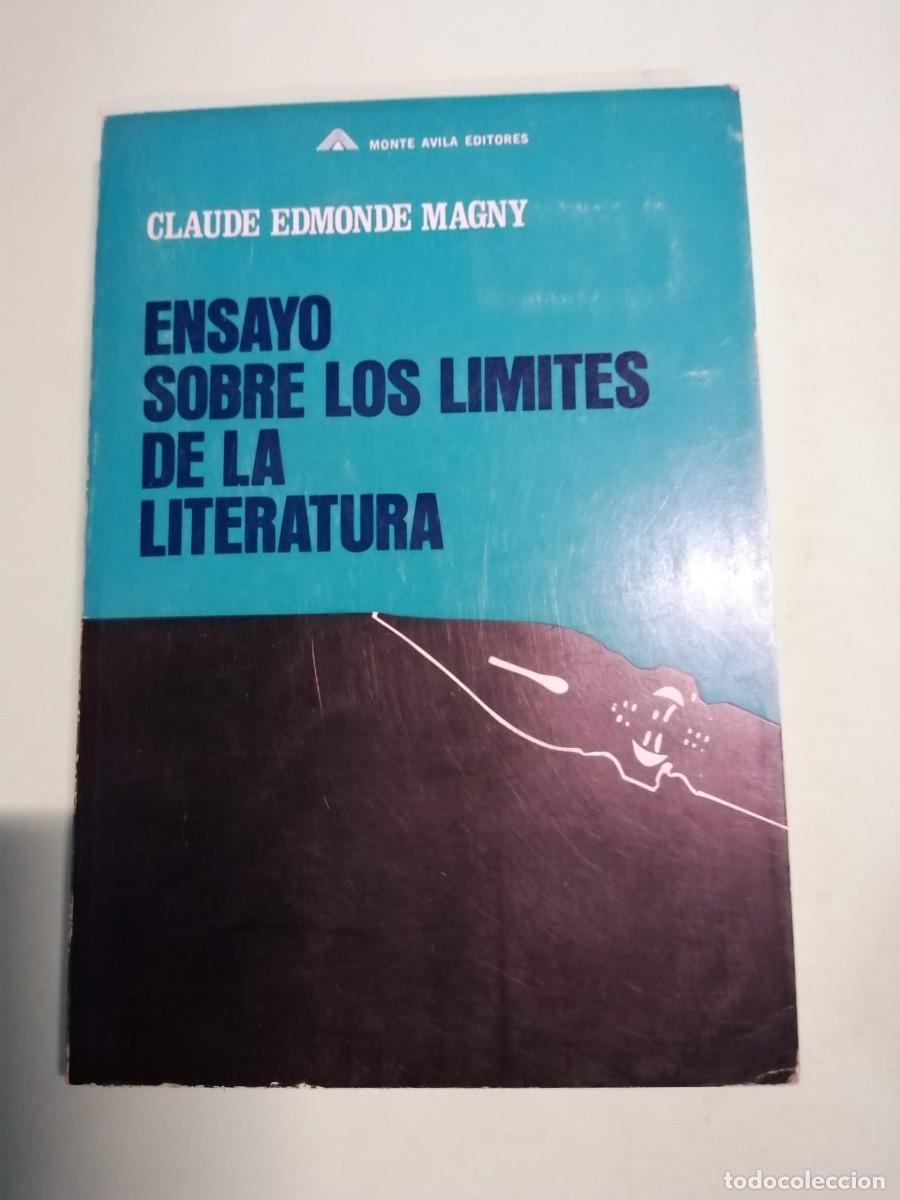 MONTE AVILA EDITORES
CLAUDE EDMONDE MAGNY
ENSAYO
SOBRE LOS LIMITES
DE LA
LITERATURA
todocoleccion